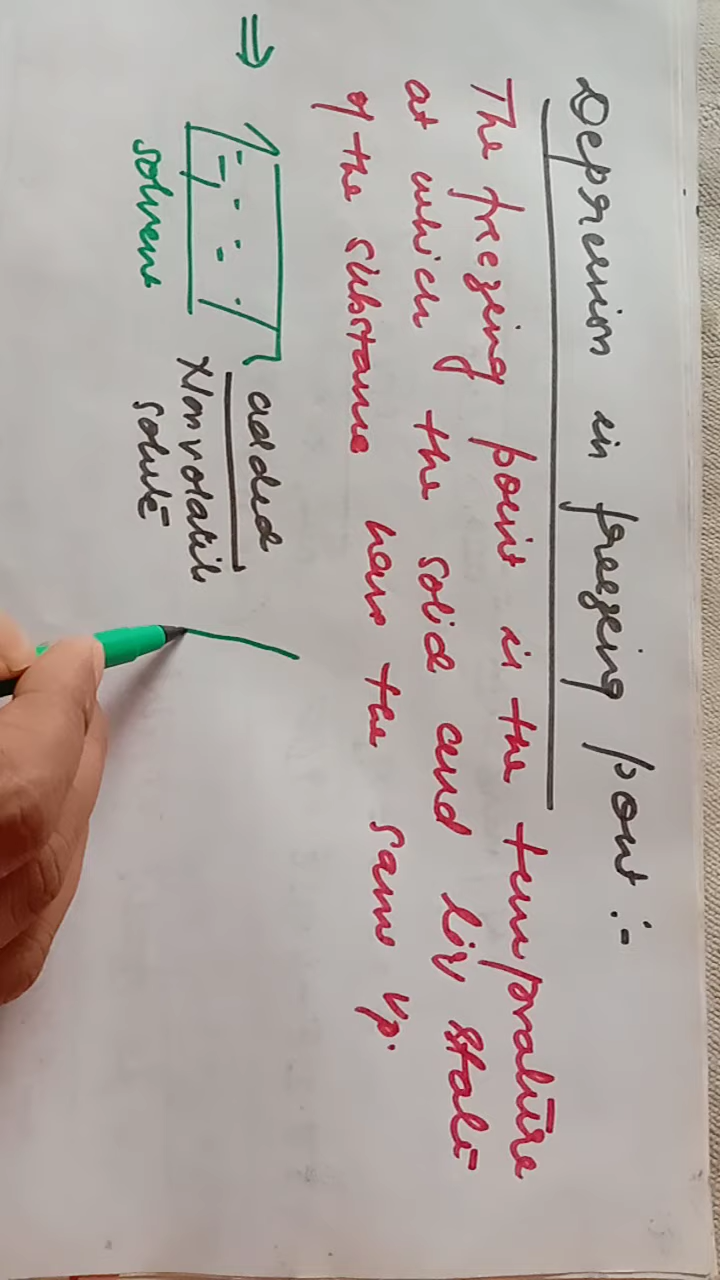 Depression in freezing point :-
The freezing point is the temperature
at which the solid and liq state
of the substance have the same v.p.
⇒ added
Nonvolatile
solute
solvent